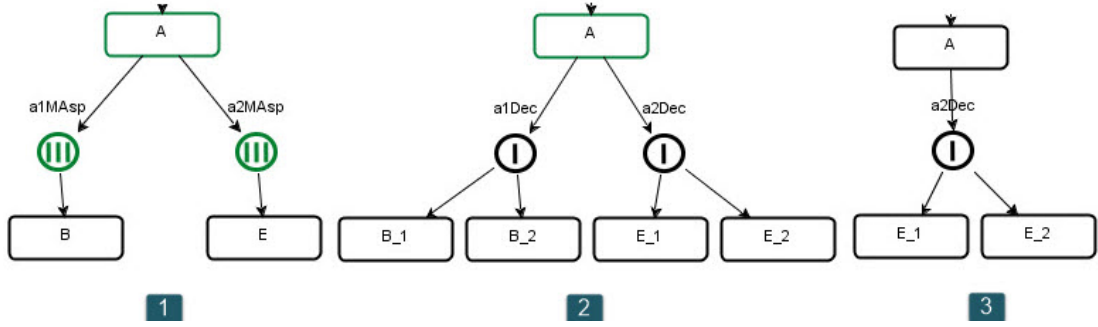 A
a1MAsp
a2MAsp
B
E
1
A
a1Dec
a2Dec
B_1
B_2
E_1
E_2
2
A
a2Dec
E_1
E_2
3